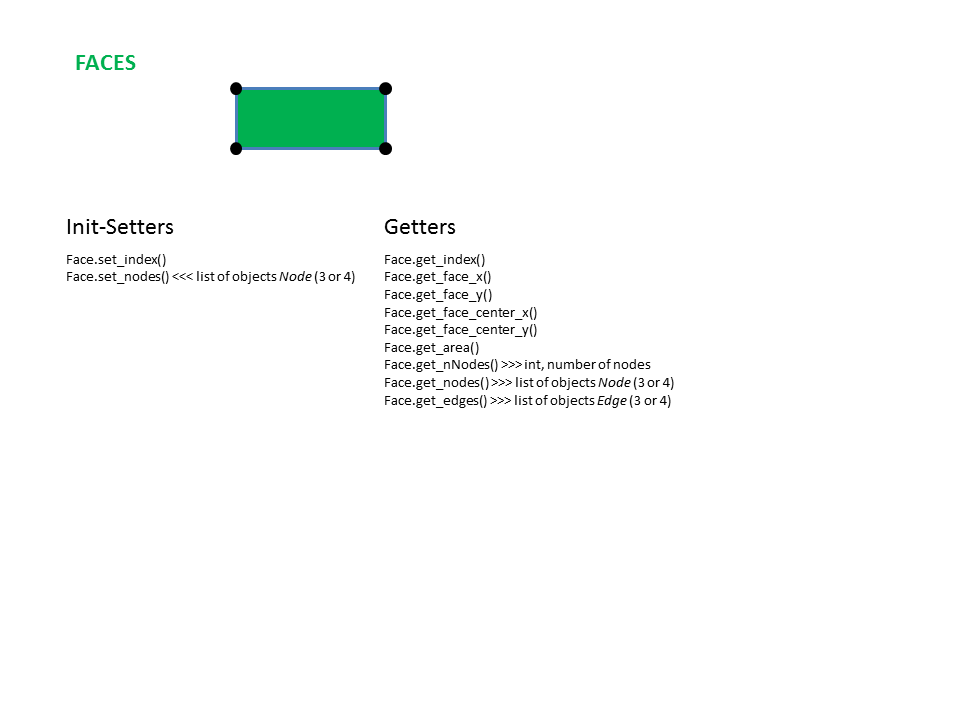 FACES
Init-Setters
Face.set_index()
Face.set_nodes() <<< list of objects Node (3 or 4)
Getters
Face.get_index()
Face.get_face_x()
Face.get_face_y()
Face.get_face_center_x()
Face.get_face_center_y()
Face.get_area()
Face.get_nNodes() >>> int, number of nodes
Face.get_nodes() >>> list of objects Node (3 or 4)
Face.get_edges() >>> list of objects Edge (3 or 4)